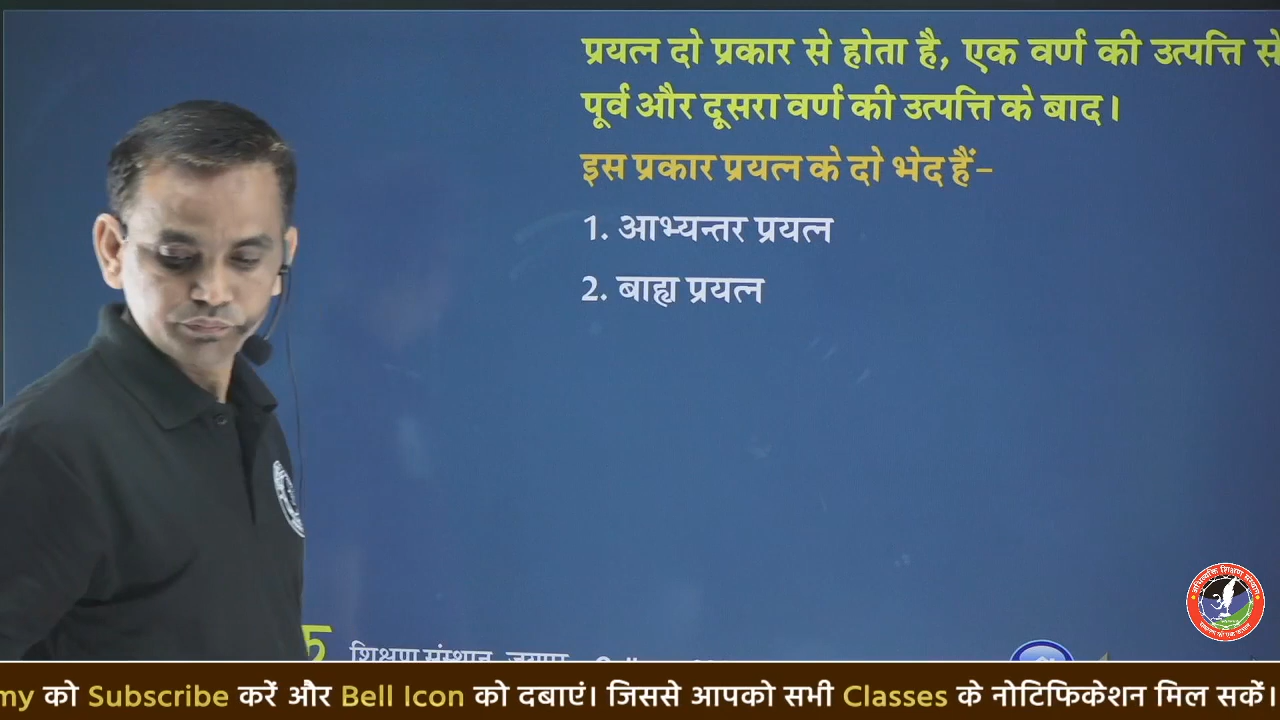 प्रयत्न दो प्रकार से होता है, एक वर्ण की उत्पत्ति से
पूर्व और दूसरा वर्ण की उत्पत्ति के बाद।
इस प्रकार प्रयत्न के दो भेद हैं–
1. आभ्यन्तर प्रयत्न
2. बाह्य प्रयत्न
शिक्षण संस्थान
my को Subscribe करें और Bell Icon को दबाएं। जिससे आपको सभी Classes के नोटिफिकेशन मिल सकें।